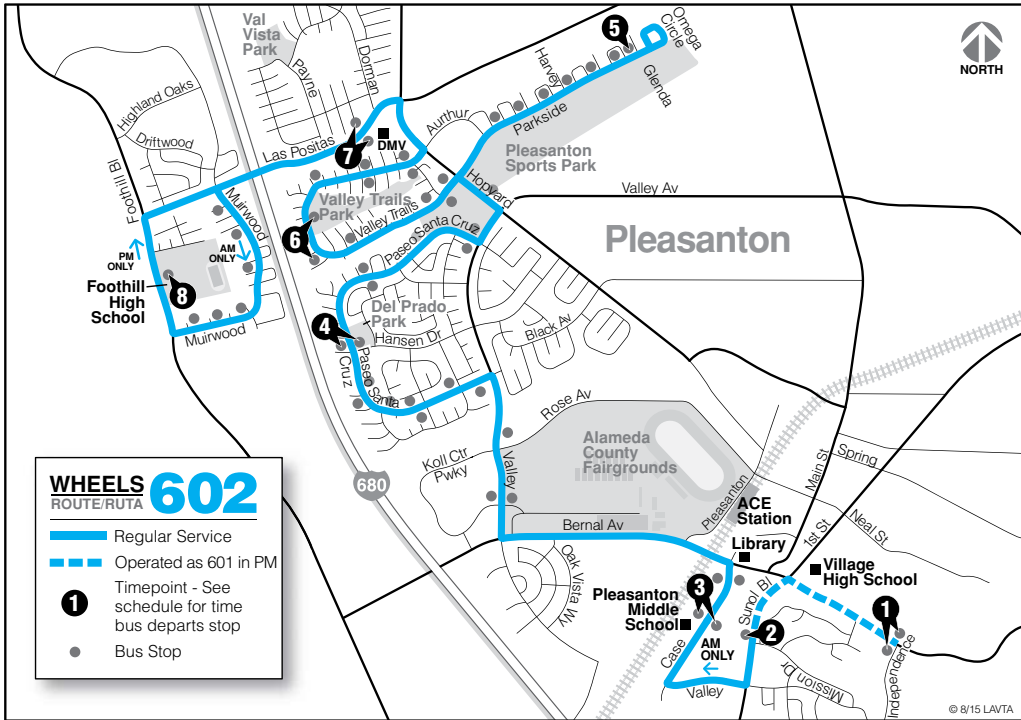 Val
Vista
Park
Payne
Dorman
5
Omega
Circle
NORTH
Highland Oaks
Harvey
Glenda
Driftwood
Aurthur
Parkside
Las Positas
7
DMV
Pleasanton
Sports Park
Foothill Bl
Muirwood
Valley Trails
Park
Hopyard
Valley Av
Valley Trails
6
Paseo Santa Cruz
Pleasanton
PM
ONLY
AM
ONLY
Foothill
High
School
8
Muirwood
Del Prado
Park
4
Hansen Dr
Black Av
Cruz
Paseo Santa
Rose Av
Koll Ctr
Pwky
Valley
Alameda
County
Fairgrounds
Main St
Spring
680
Pleasanton
ACE
Station
Bernal Av
1st St
Neal St
Library
Oak Vista Wy
Village
High School
Pleasanton
Middle
School
3
Sunol Bl
1
2
Case
AM
ONLY
Mission Dr
Independence
Valley
WHEELS
ROUTE/RUTA
602
Regular Service
Operated as 601 in PM
1
Timepoint - See
schedule for time
bus departs stop
Bus Stop
© 8/15 LAVTA